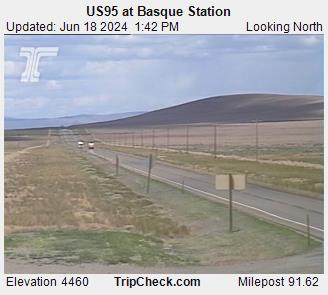 US95 at Basque Station
Updated: Jun 18 2024 1:42 PM Looking North
Elevation 4460 TripCheck.com Milepost 91.62